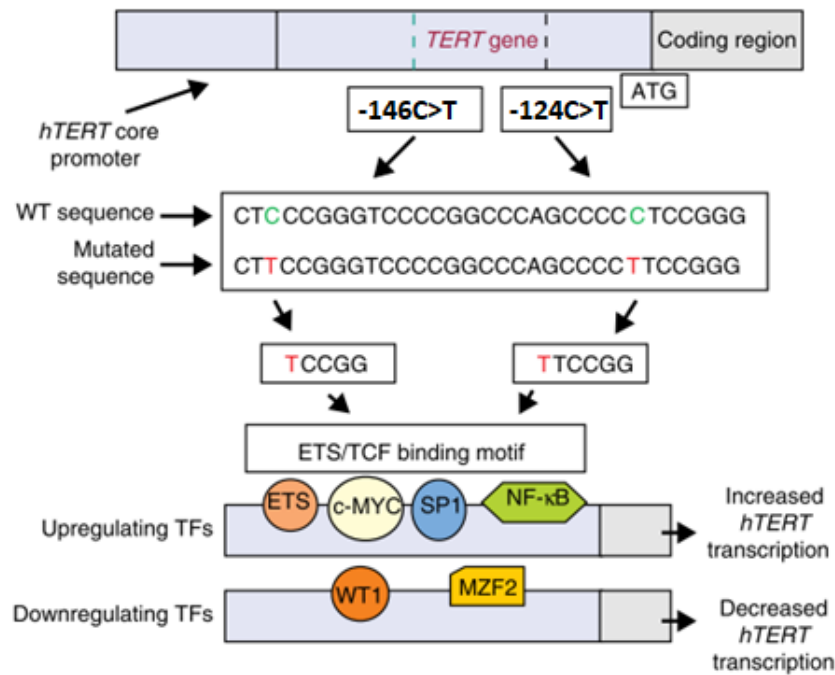 TERT gene
Coding region
ATG
-146C>T
-124C>T
hTERT core
promoter
WT sequence
CTCCCGGGTCCCCGGCCCAGCCCCCTCCGGG
Mutated
sequence
CTTCCGGGTCCCCGGCCCAGCCCCTTCCGGG
TCCGG
TTCCGG
ETS/TCF binding motif
Upregulating TFs
ETS
c-MYC
SP1
NF-κB
Increased
hTERT
transcription
Downregulating TFs
WT1
MZF2
Decreased
hTERT
transcription